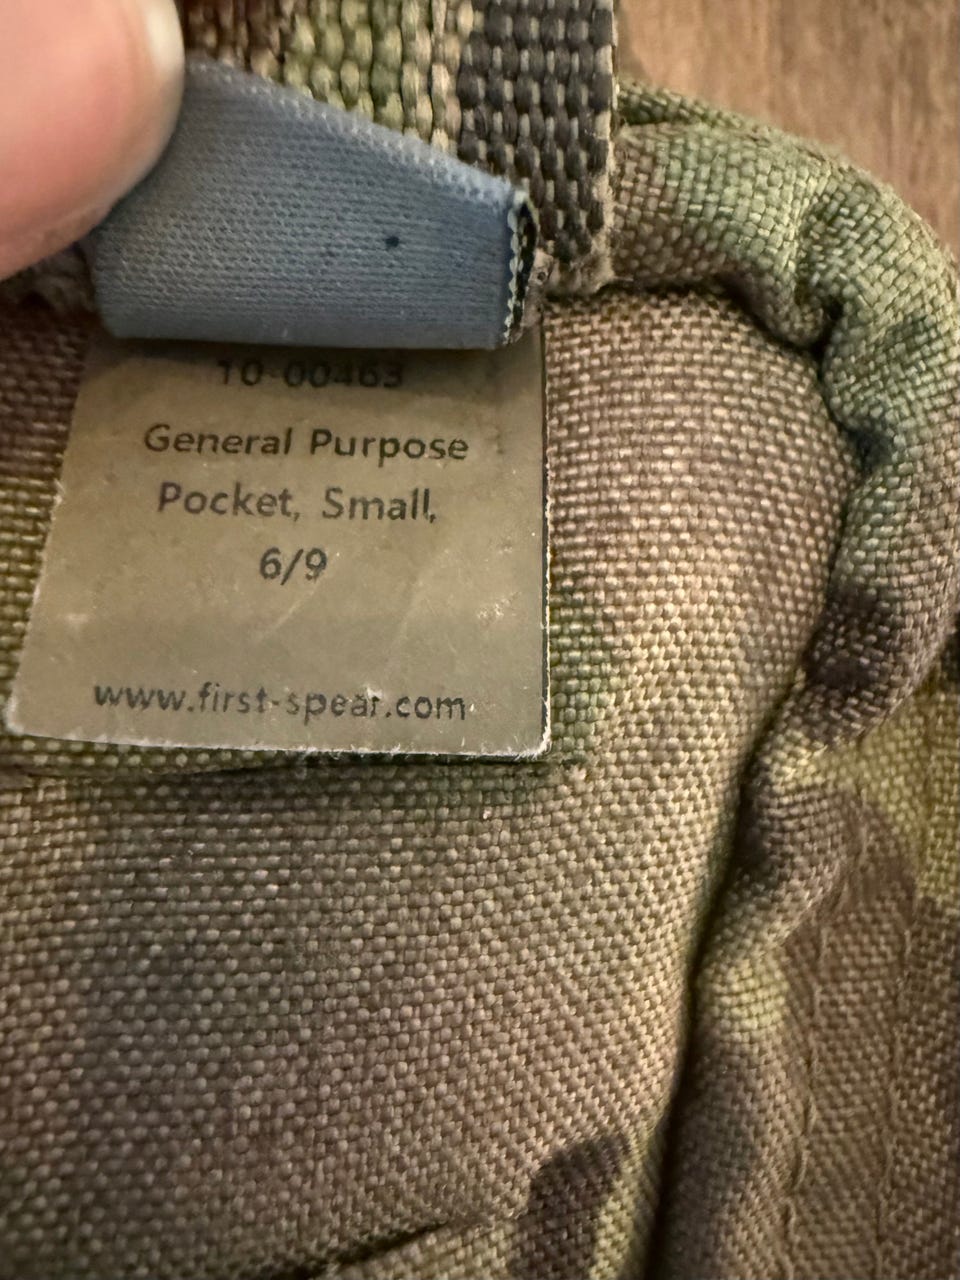 10-00463
General Purpose
Pocket, Small,
6/9
www.first-spear.com